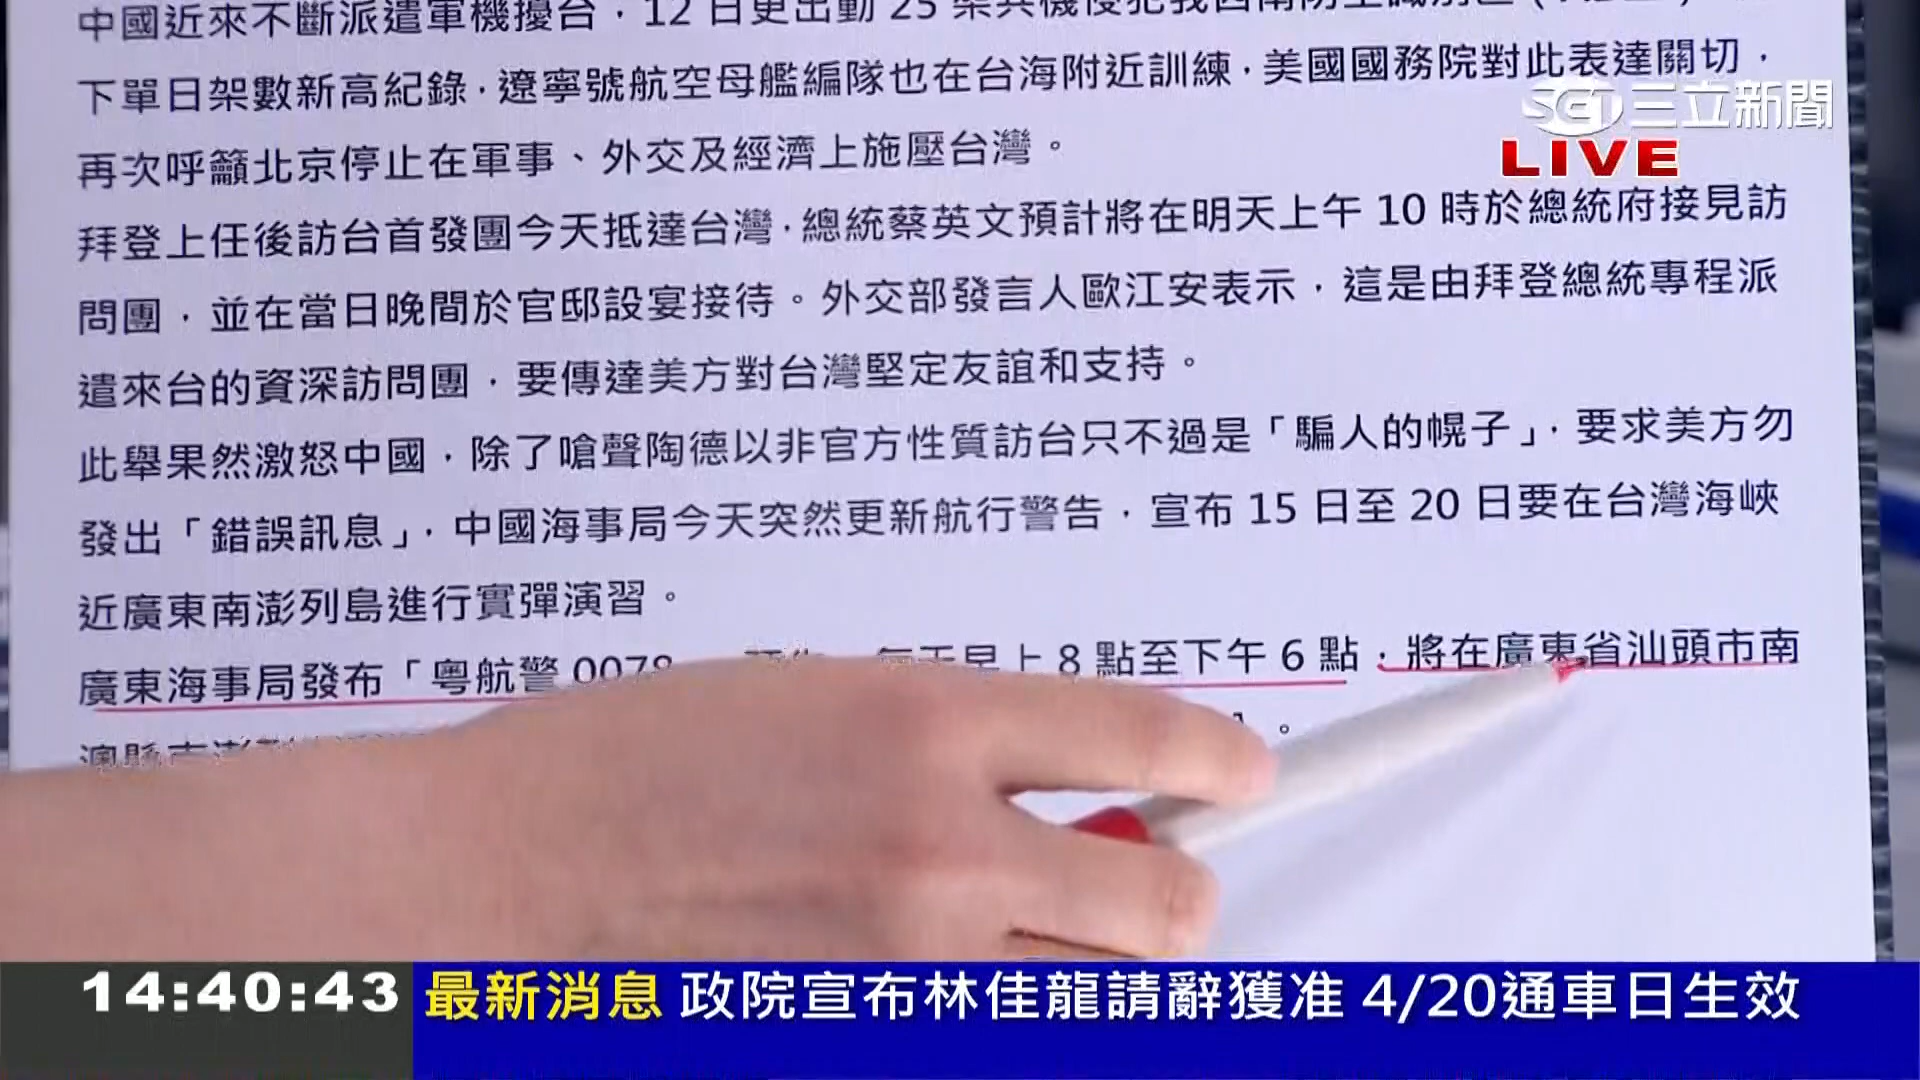 中國近來不斷派遣軍機擾台，12 日更出動 25 架共機侵犯我西南防空識別區
下單日架數新高紀錄，遼寧號航空母艦編隊也在台海附近訓練，美國國務院對此表達關切，
SET三立新聞
LIVE
再次呼籲北京停止在軍事、外交及經濟上施壓台灣。
拜登上任後訪台首發團今天抵達台灣，總統蔡英文預計將在明天上午 10 時於總統府接見訪
問團，並在當日晚間於官邸設宴接待。外交部發言人歐江安表示，這是由拜登總統專程派
遣來台的資深訪問團，要傳達美方對台灣堅定友誼和支持。
此舉果然激怒中國，除了嗆聲陶德以非官方性質訪台只不過是「騙人的幌子」，要求美方勿
發出「錯誤訊息」，中國海事局今天突然更新航行警告，宣布 15 日至 20 日要在台灣海峽
近廣東南澎列島進行實彈演習。
廣東海事局發布「粵航警 0078 每天早上 8 點至下午 6 點，將在廣東省汕頭市南
澳縣南澎
14:40:43
最新消息 政院宣布林佳龍請辭獲准 4/20通車日生效